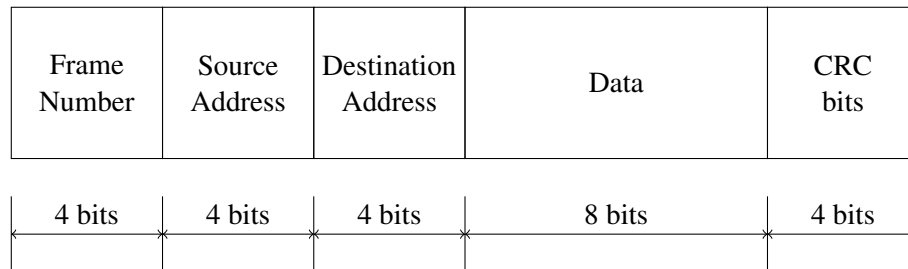 Frame
Number
Source
Address
Destination
Address
Data
CRC
bits
4 bits
4 bits
4 bits
8 bits
4 bits